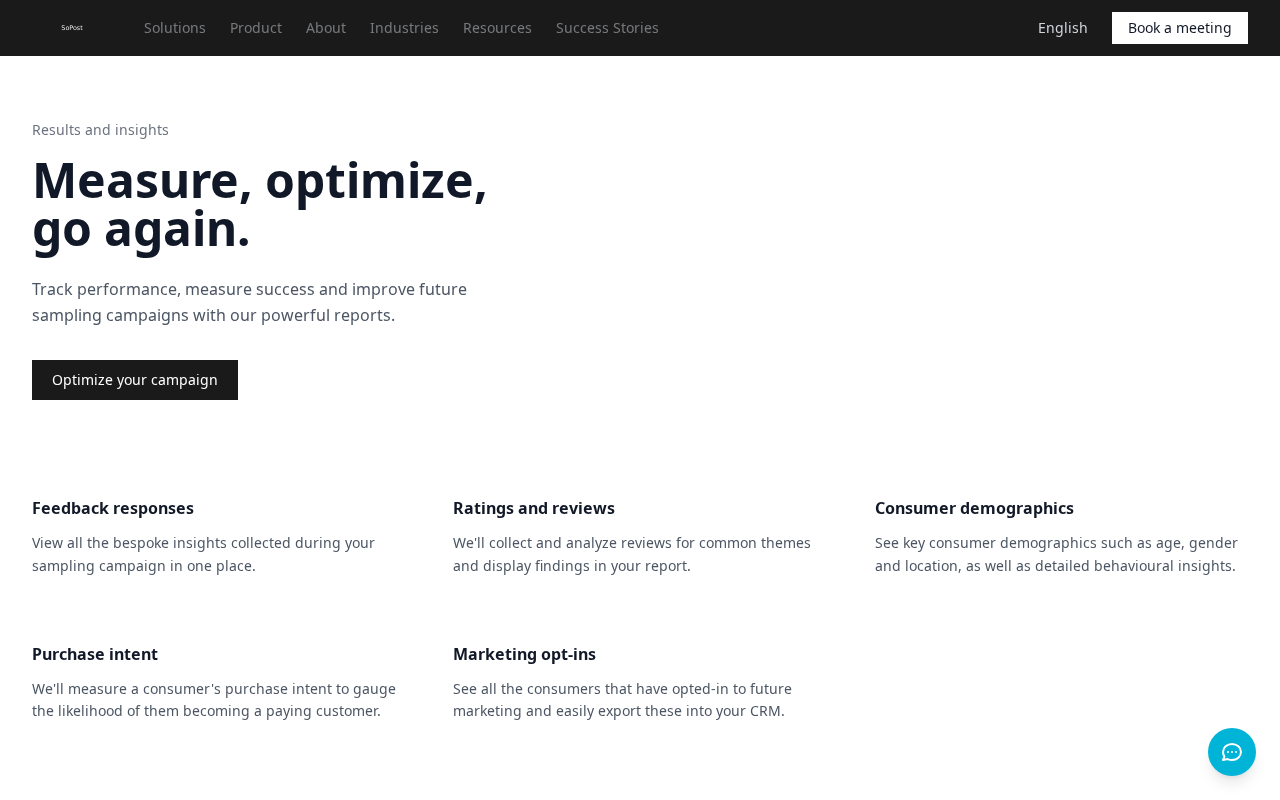 SoPost
Solutions
Product
About
Industries
Resources
Success Stories
English
Book a meeting
Results and insights
Measure, optimize,
go again.
Track performance, measure success and improve future
sampling campaigns with our powerful reports.
Optimize your campaign
Feedback responses
View all the bespoke insights collected during your
sampling campaign in one place.
Ratings and reviews
We'll collect and analyze reviews for common themes
and display findings in your report.
Consumer demographics
See key consumer demographics such as age, gender
and location, as well as detailed behavioural insights.
Purchase intent
We'll measure a consumer's purchase intent to gauge
the likelihood of them becoming a paying customer.
Marketing opt-ins
See all the consumers that have opted-in to future
marketing and easily export these into your CRM.